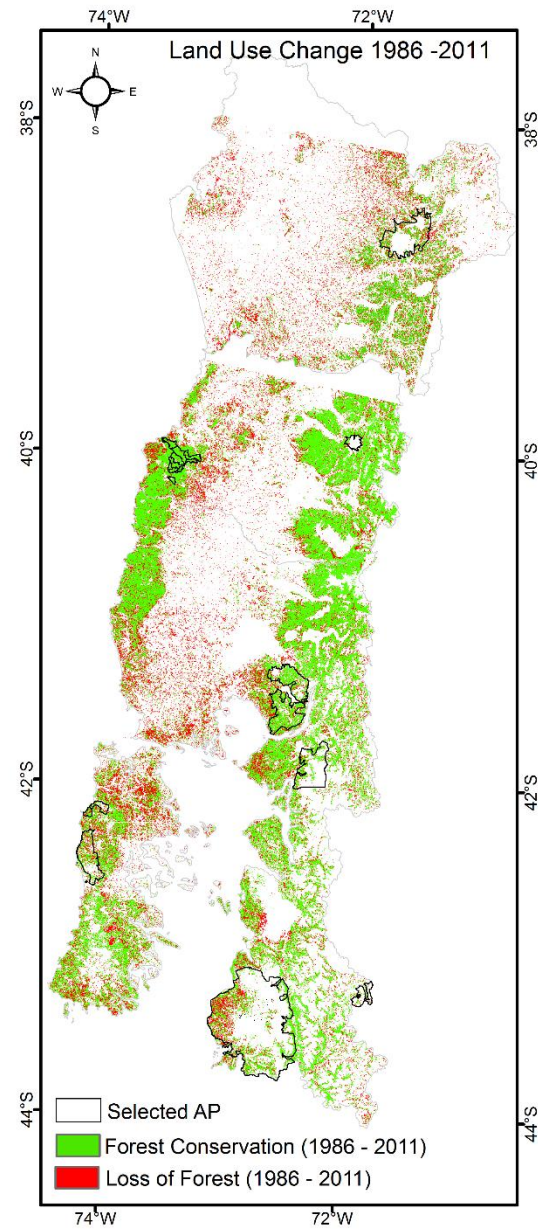 74°W 72°W
Land Use Change 1986 -2011
N
W E
S
38°S 38°S
40°S 40°S
42°S 42°S
44°S 44°S
Selected AP
Forest Conservation (1986 - 2011)
Loss of Forest (1986 - 2011)
74°W 72°W